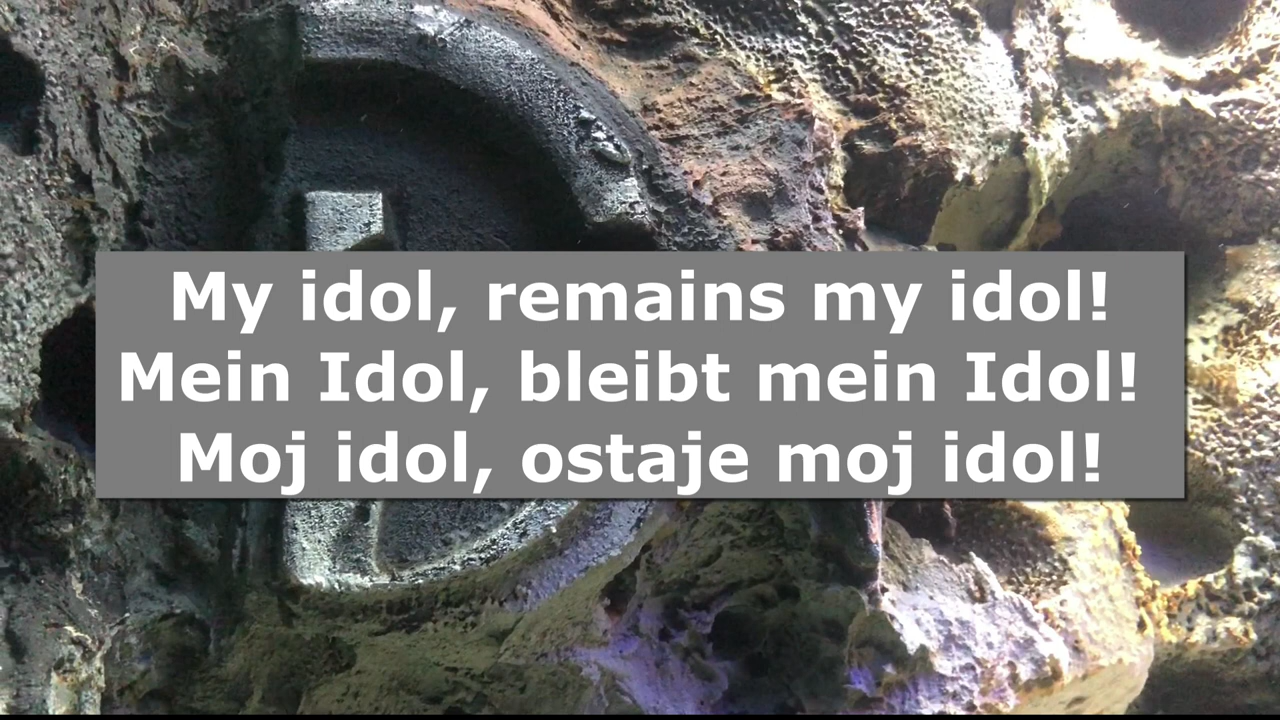 My idol, remains my idol!
Mein Idol, bleibt mein Idol!
Moj idol, ostaje moj idol!